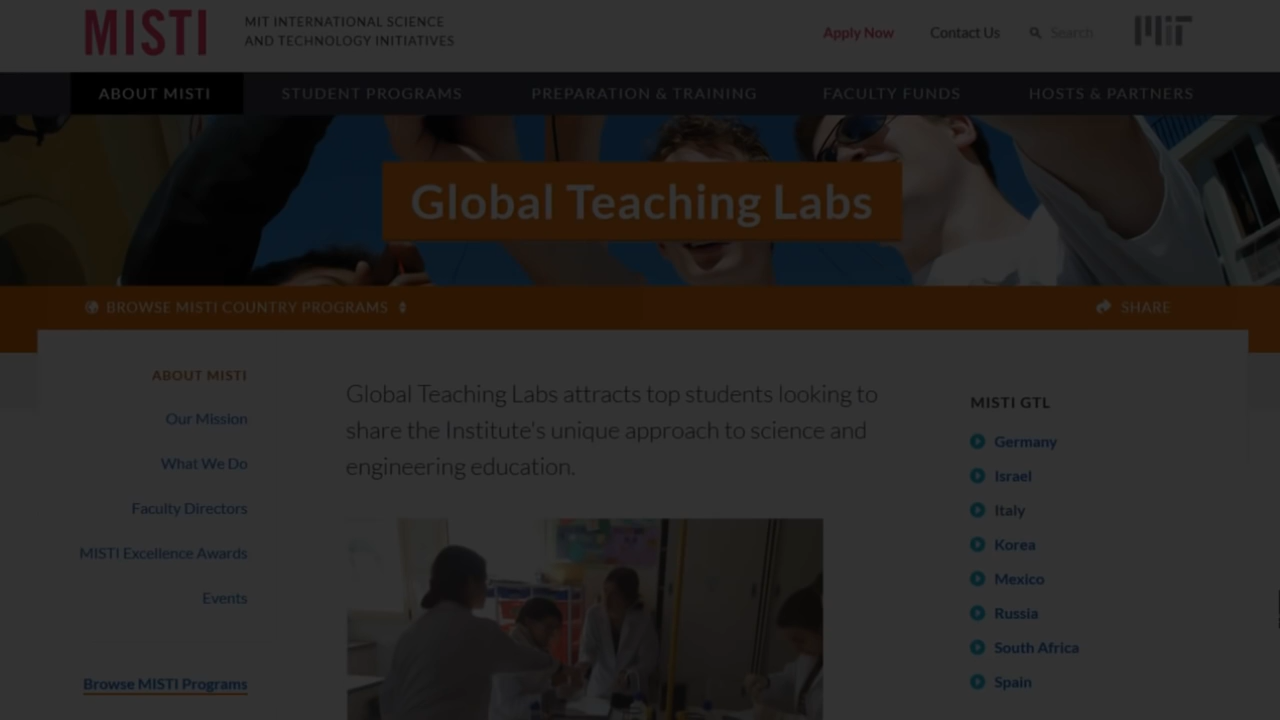 MISTI
MIT INTERNATIONAL SCIENCE
AND TECHNOLOGY INITIATIVES
Apply Now
Contact Us
Search
MIT
ABOUT MISTI
STUDENT PROGRAMS
PREPARATION & TRAINING
FACULTY FUNDS
HOSTS & PARTNERS
Global Teaching Labs
BROWSE MISTI COUNTRY PROGRAMS
SHARE
ABOUT MISTI
Our Mission
What We Do
Faculty Directors
MISTI Excellence Awards
Events
Browse MISTI Programs
Global Teaching Labs attracts top students looking to
share the Institute's unique approach to science and
engineering education.
MISTI GTL
Germany
Israel
Italy
Korea
Mexico
Russia
South Africa
Spain